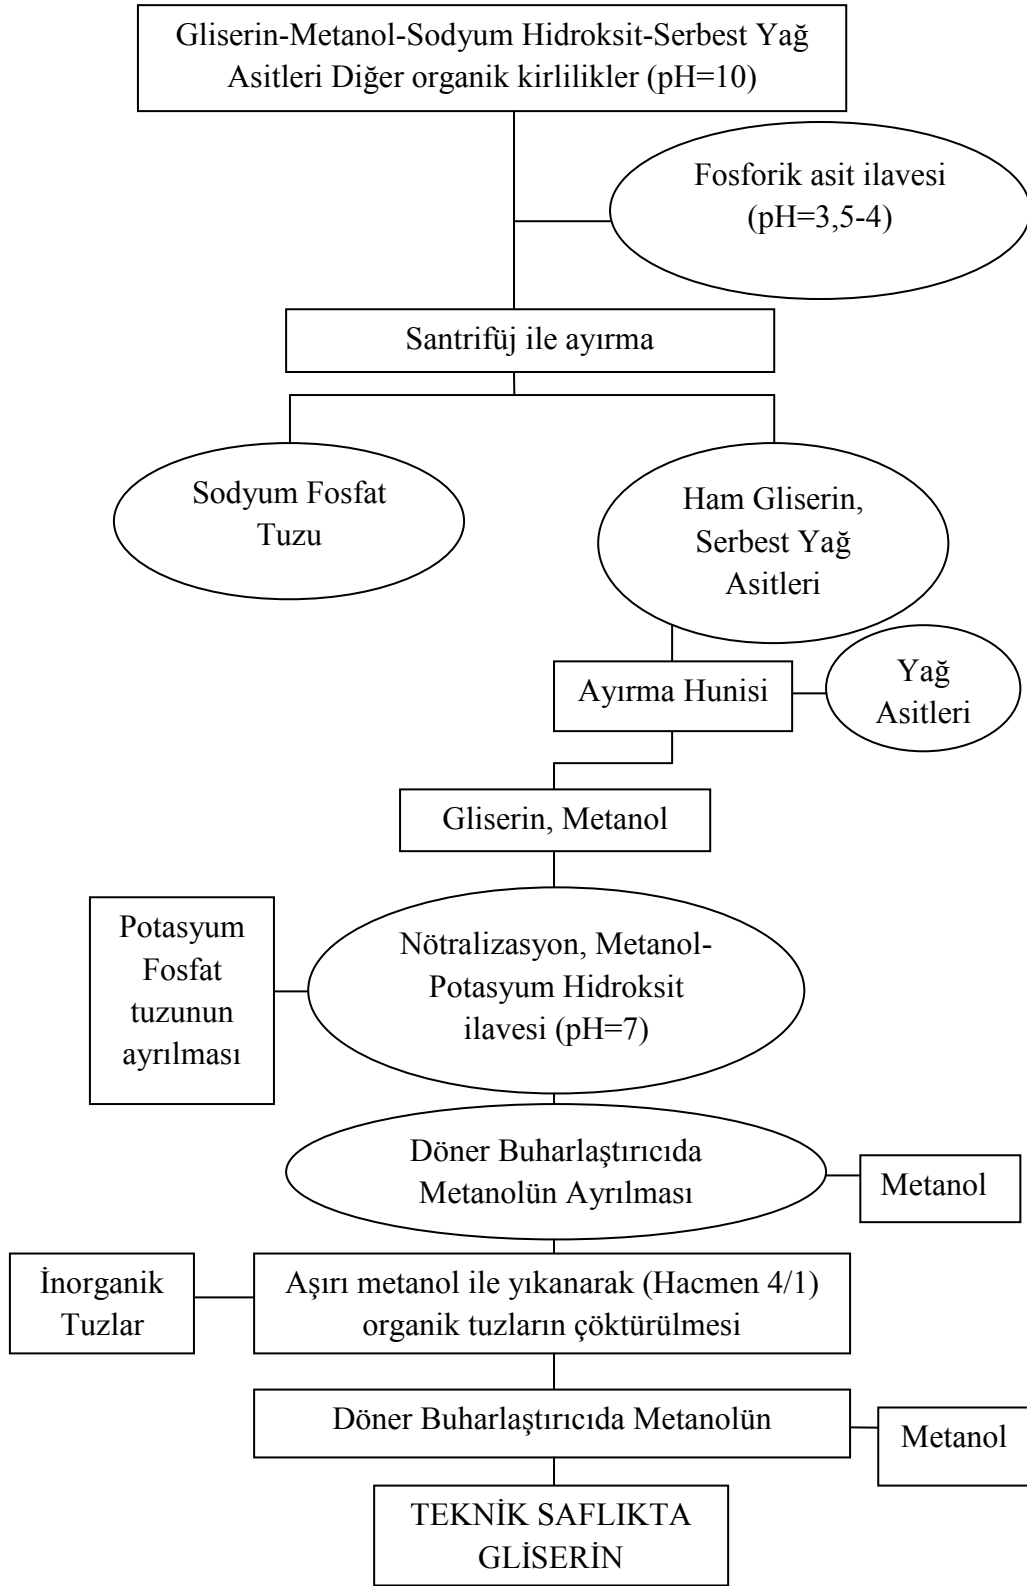 Gliserin-Metanol-Sodyum Hidroksit-Serbest Yağ
Asitleri Diğer organik kirlilikler (pH=10)
Fosforik asit ilavesi
(pH=3,5-4)
Santrifüj ile ayırma
Sodyum Fosfat
Tuzu
Ham Gliserin,
Serbest Yağ
Asitleri
Ayırma Hunisi
Yağ
Asitleri
Gliserin, Metanol
Potasyum
Fosfat
tuzunun
ayrılması
Nötralizasyon, Metanol-
Potasyum Hidroksit
ilavesi (pH=7)
Döner Buharlaştırıcıda
Metanolün Ayrılması
Metanol
İnorganik
Tuzlar
Aşırı metanol ile yıkanarak (Hacmen 4/1)
organik tuzların çöktürülmesi
Döner Buharlaştırıcıda Metanolün
Metanol
TEKNİK SAFLIKTA
GLİSERİN